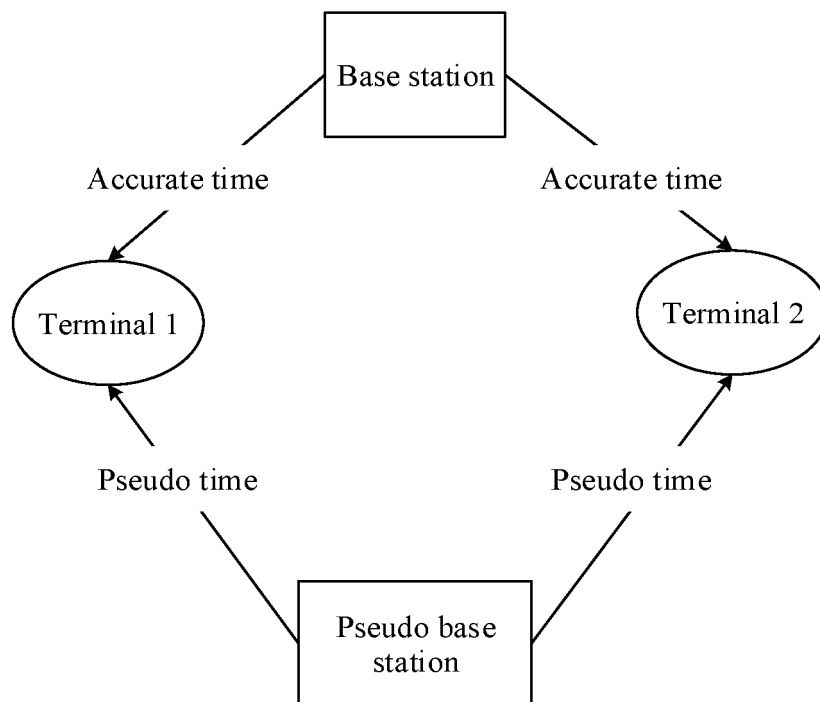 Base station
Accurate time
Accurate time
Terminal 1
Terminal 2
Pseudo time
Pseudo time
Pseudo base
station